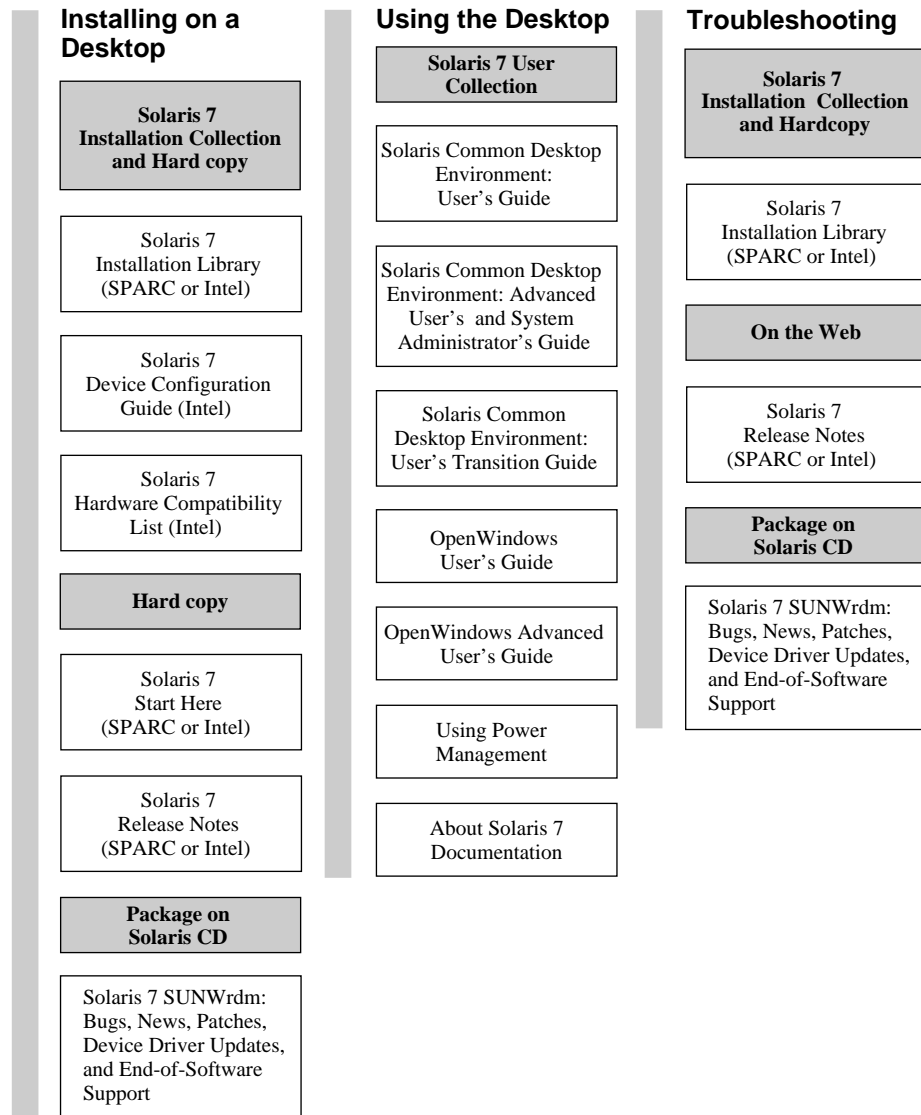 Installing on a
Desktop
Solaris 7
Installation Collection
and Hard copy
Solaris 7
Installation Library
(SPARC or Intel)
Solaris 7
Device Configuration
Guide (Intel)
Solaris 7
Hardware Compatibility
List (Intel)
Hard copy
Solaris 7
Start Here
(SPARC or Intel)
Solaris 7
Release Notes
(SPARC or Intel)
Package on
Solaris CD
Solaris 7 SUNWrdm:
Bugs, News, Patches,
Device Driver Updates,
and End-of-Software
Support
Using the Desktop
Solaris 7 User
Collection
Solaris Common Desktop
Environment:
User's Guide
Solaris Common Desktop
Environment: Advanced
User's and System
Administrator's Guide
Solaris Common
Desktop Environment:
User's Transition Guide
OpenWindows
User's Guide
OpenWindows Advanced
User's Guide
Using Power
Management
About Solaris 7
Documentation
Troubleshooting
Solaris 7
Installation Collection
and Hardcopy
Solaris 7
Installation Library
(SPARC or Intel)
On the Web
Solaris 7
Release Notes
(SPARC or Intel)
Package on
Solaris CD
Solaris 7 SUNWrdm:
Bugs, News, Patches,
Device Driver Updates,
and End-of-Software
Support